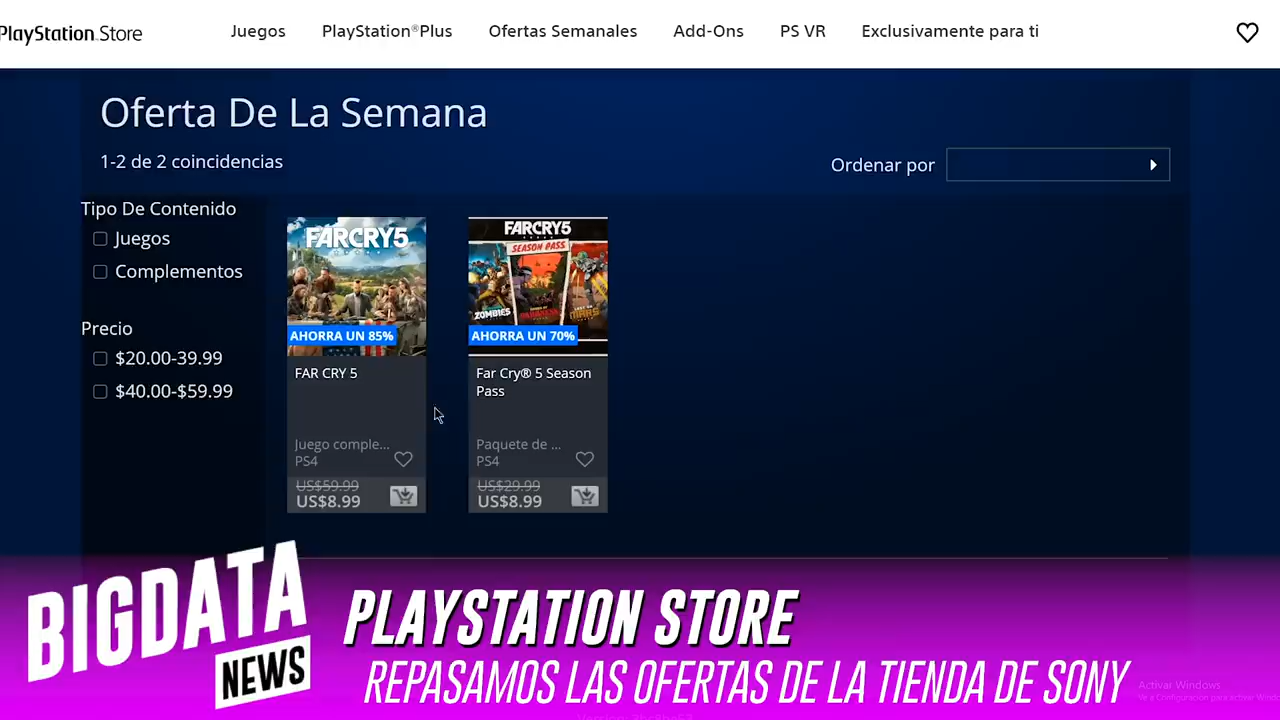 PlayStation Store
Juegos PlayStation®Plus Ofertas Semanales Add-Ons PS VR Exclusivamente para ti
Oferta De La Semana
1-2 de 2 coincidencias
Ordenar por
Tipo De Contenido
Juegos
Complementos
Precio
$20.00-39.99
$40.00-$59.99
FARCRY5
AHORRA UN 85%
FAR CRY 5
Juego comple...
PS4
US$59.99
US$8.99
FARCRY5
SEASON PASS
ZOMBIES
MARS
AHORRA UN 70%
Far Cry® 5 Season
Pass
Paquete de ...
PS4
US$29.99
US$8.99
BIGDATA
NEWS
PLAYSTATION STORE
REPASAMOS LAS OFERTAS DE LA TIENDA DE SONY
Activar Windows